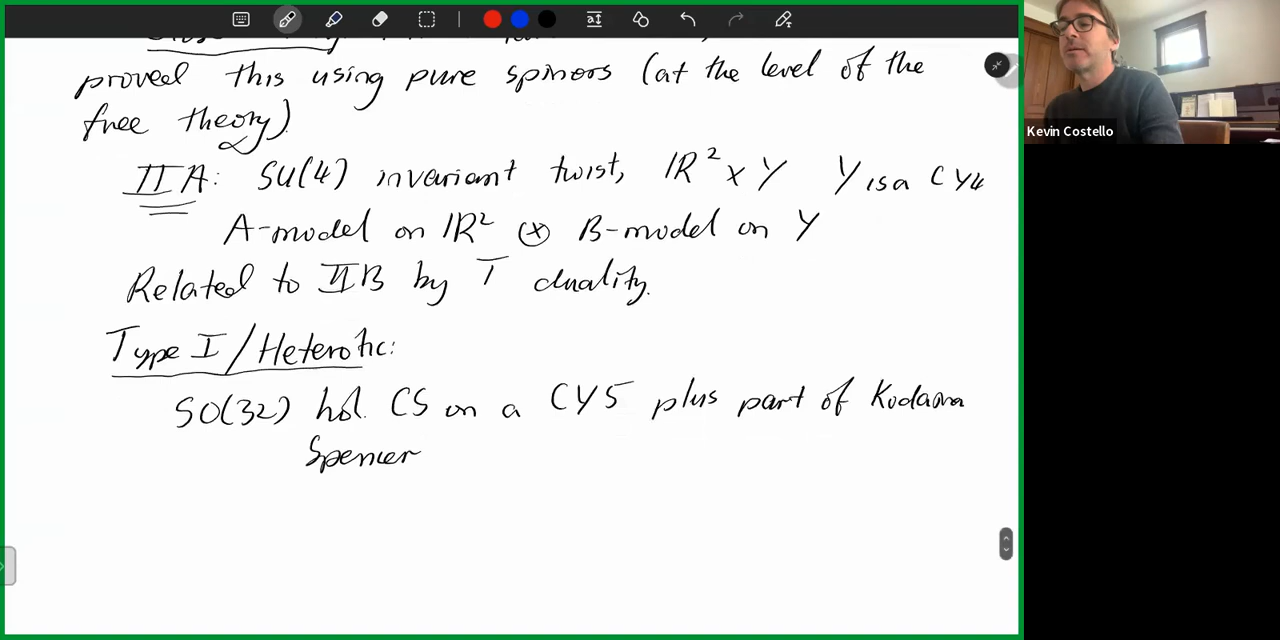 proved this using pure spinors (at the level of the
free theory)
IIA: SU(4) invariant twist, IR² x Y Y is a CY4
A-model on IR² ⊗ B-model on Y
Related to IIB by T duality.
Type I/Heterotic:
SO(32) hol. CS on a CY5 plus part of Kodaira
Spencer
Kevin Costello